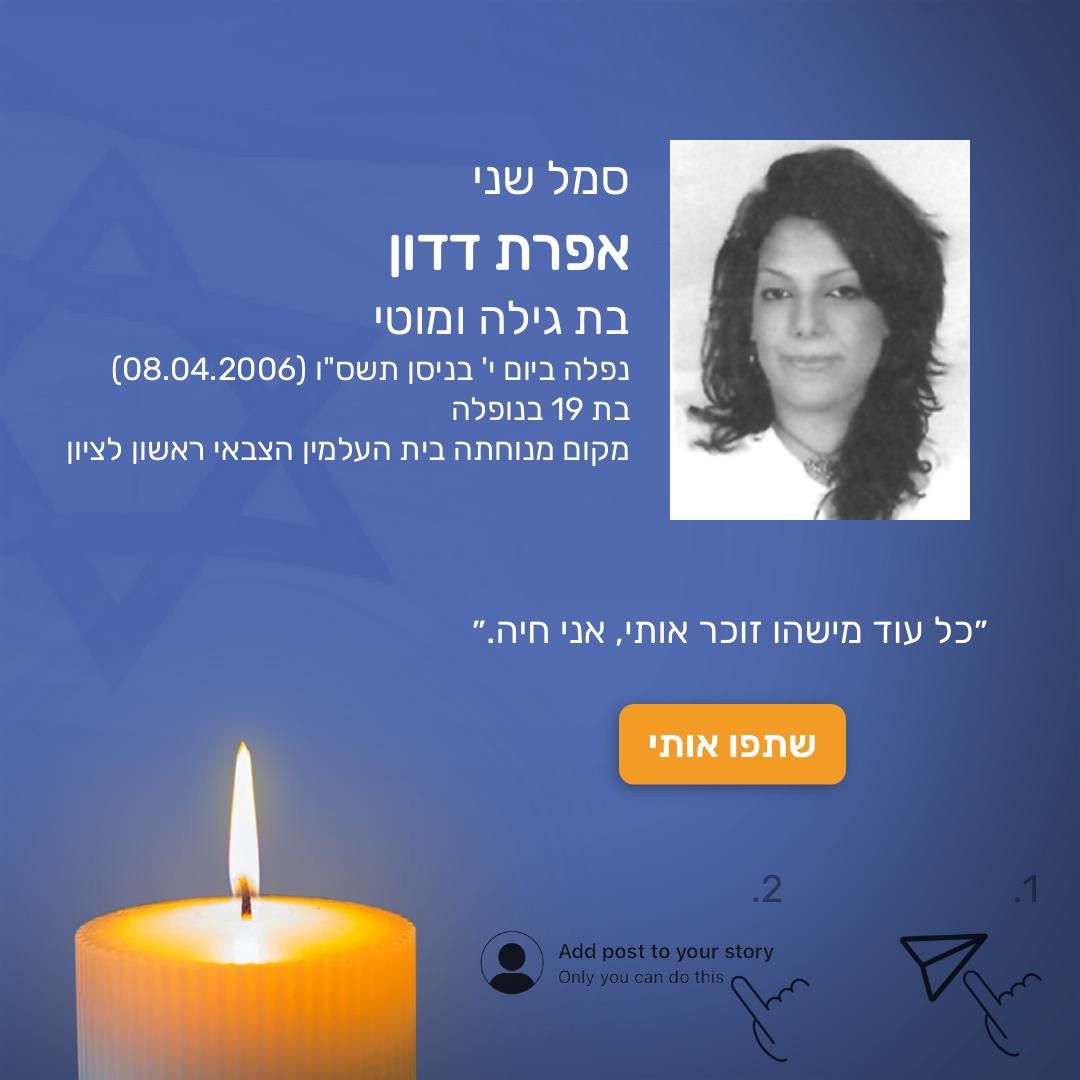 סמל שני
אפרת דדון
בת גילה ומוטי
נפלה ביום י' בניסן תשס"ו (08.04.2006)
בת 19 בנופלה
מקום מנוחתה בית העלמין הצבאי ראשון לציון
״כל עוד מישהו זוכר אותי, אני חיה.״
שתפו אותי
1.
2.
Add post to your story
Only you can do this